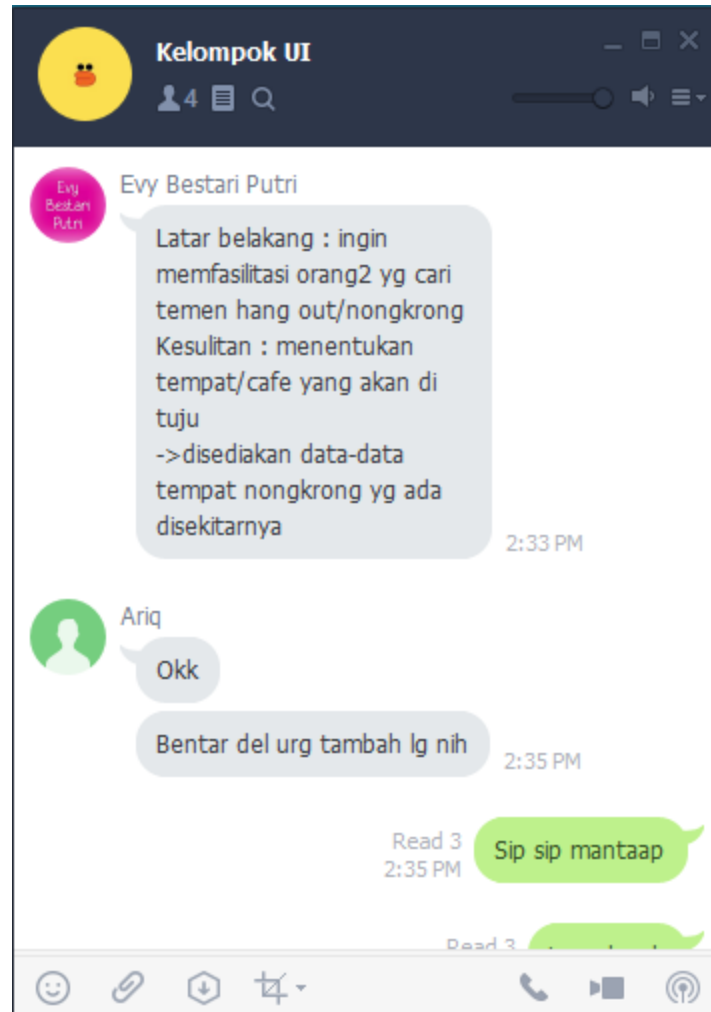 Kelompok UI
4
Evy
Bestari
Putri
Evy Bestari Putri
Latar belakang : ingin
memfasilitasi orang2 yg cari
temen hang out/nongkrong
Kesulitan : menentukan
tempat/cafe yang akan di
tuju
->disediakan data-data
tempat nongkrong yg ada
disekitarnya
2:33 PM
Ariq
Okk
Bentar del urg tambah lg nih
2:35 PM
Read 3
2:35 PM
Sip sip mantaap
Read 3